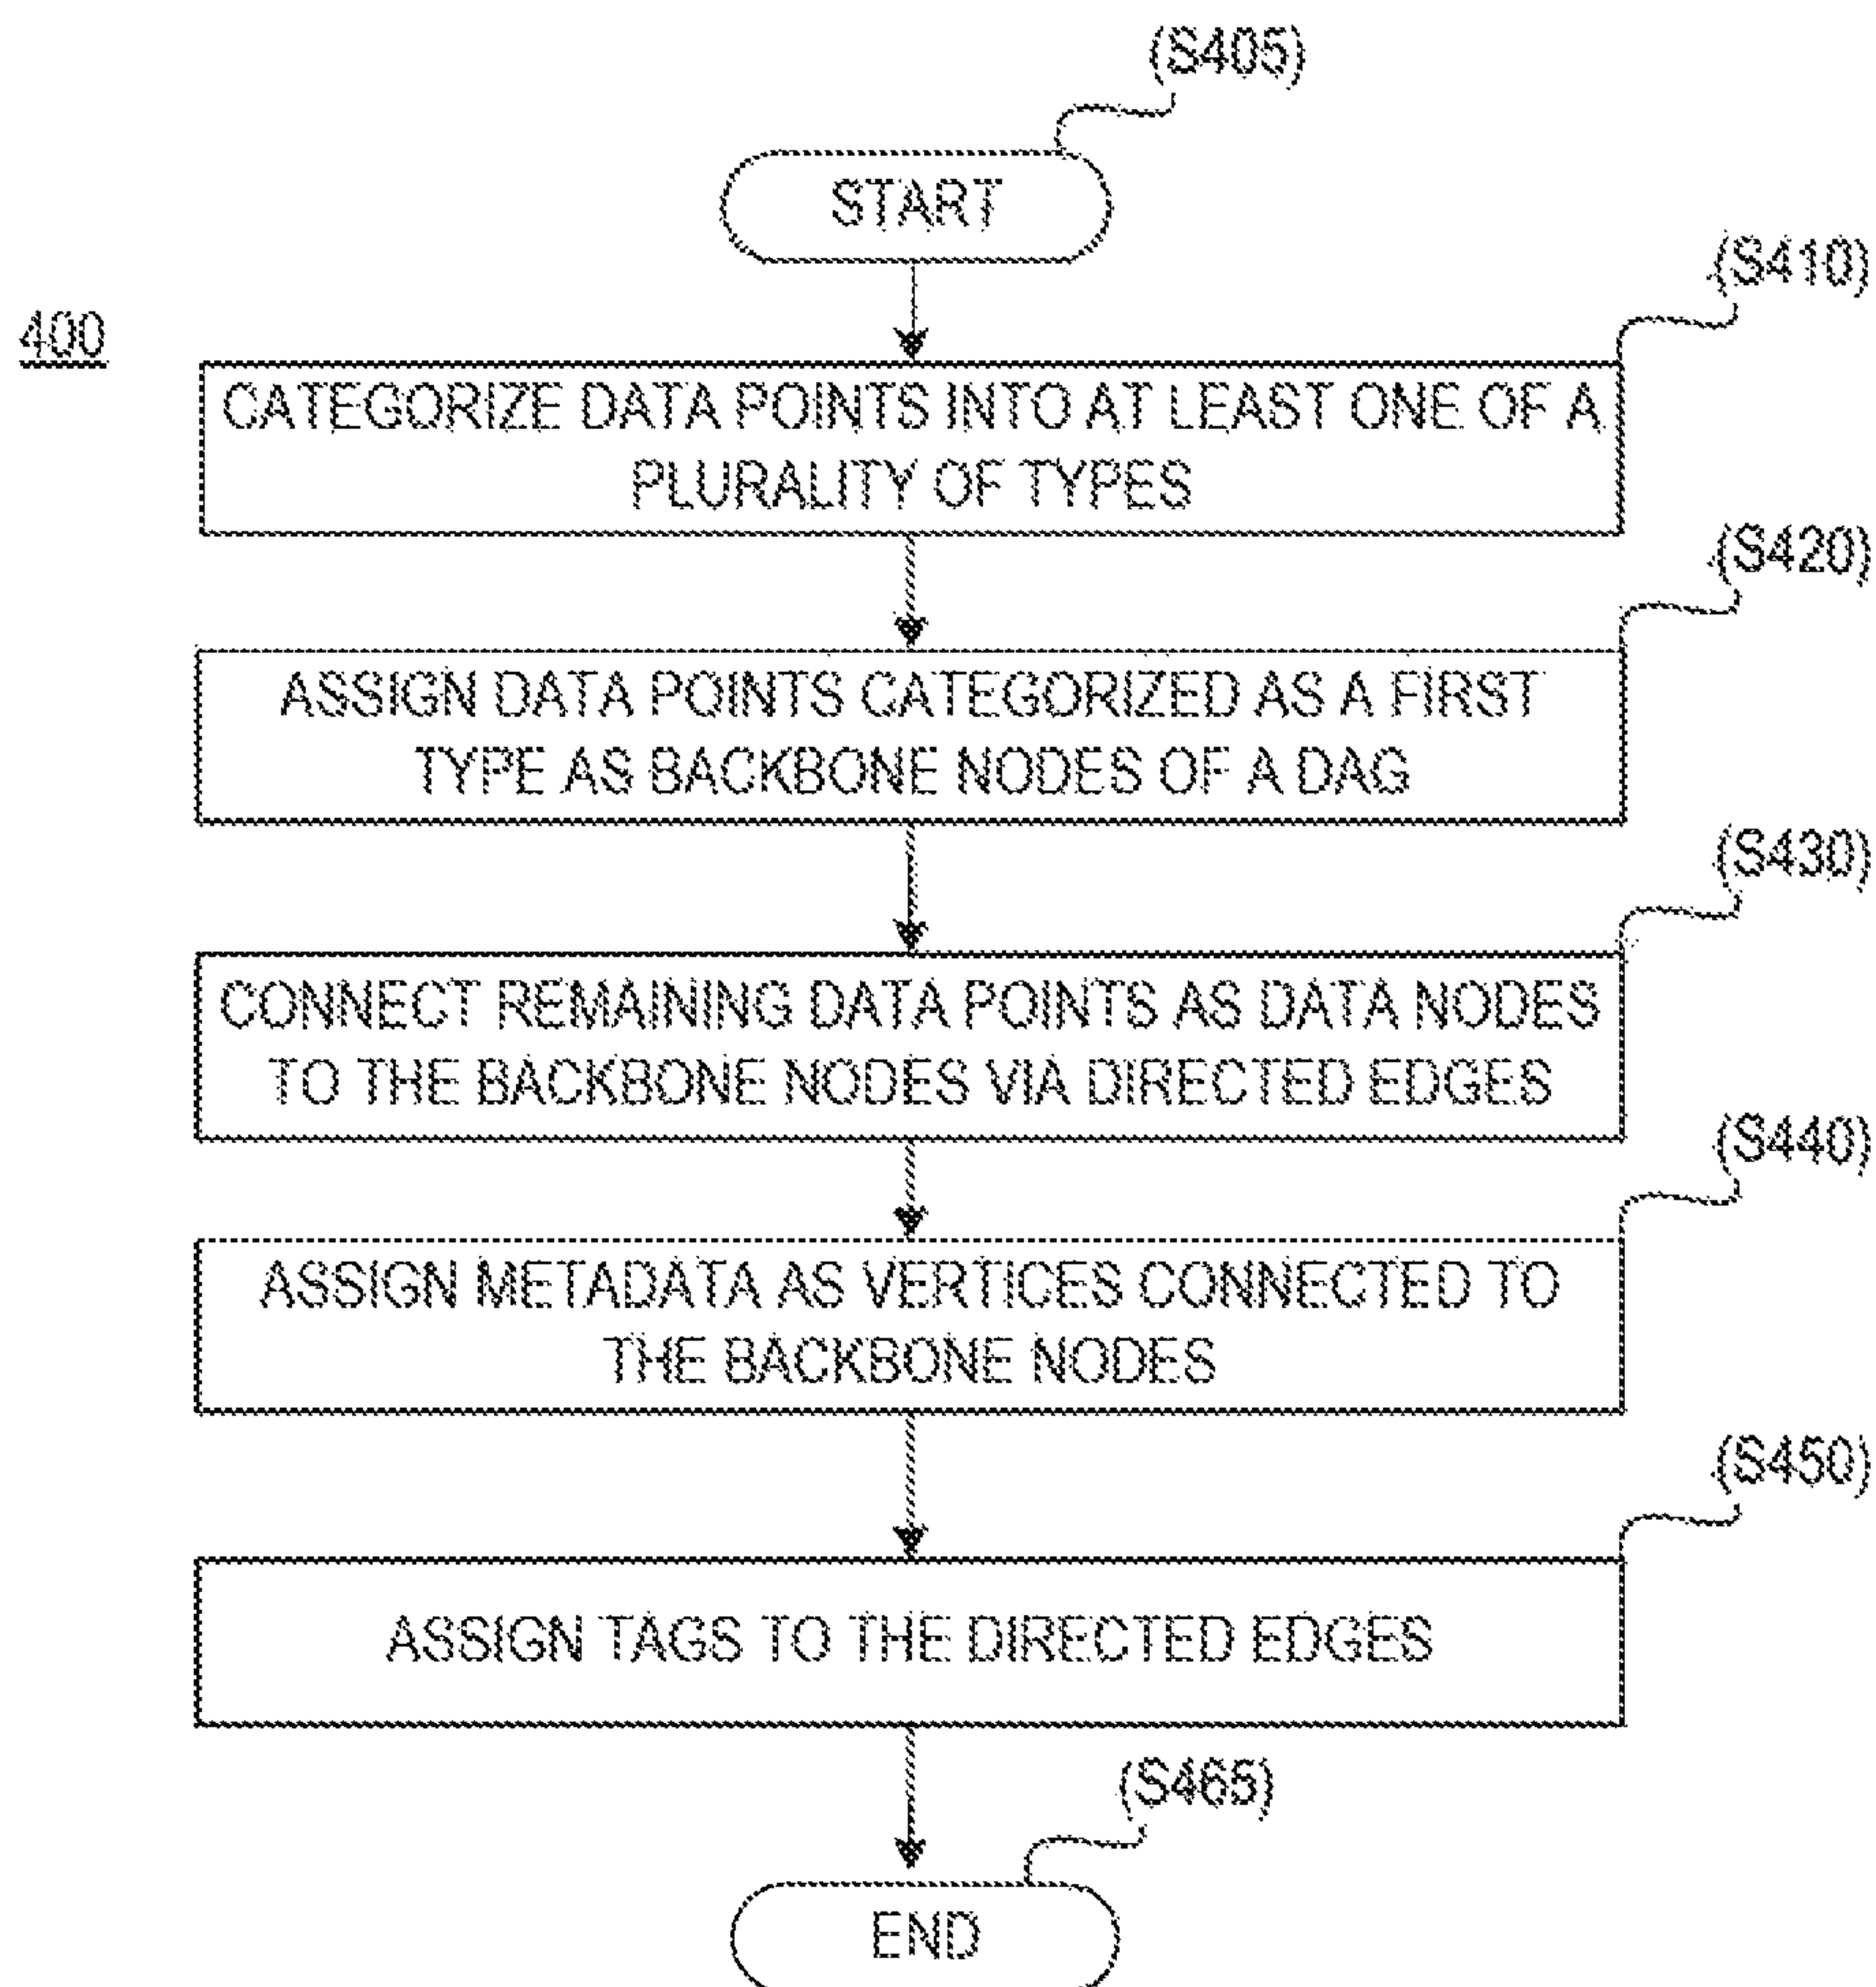 (S405)
START
(S410)
400
CATEGORIZE DATA POINTS INTO AT LEAST ONE OF A
PLURALITY OF TYPES
(S420)
ASSIGN DATA POINTS CATEGORIZED AS A FIRST
TYPE AS BACKBONE NODES OF A DAG
(S430)
CONNECT REMAINING DATA POINTS AS DATA NODES
TO THE BACKBONE NODES VIA DIRECTED EDGES
(S440)
ASSIGN METADATA AS VERTICES CONNECTED TO
THE BACKBONE NODES
(S450)
ASSIGN TAGS TO THE DIRECTED EDGES
(S465)
END